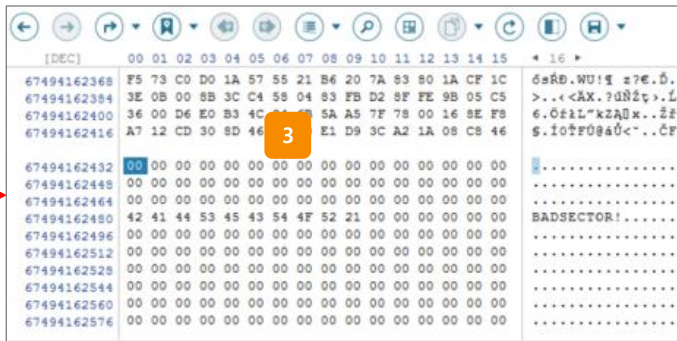 [DEC] 00 01 02 03 04 05 06 07 08 09 10 11 12 13 14 15 ◂ 16 ▸
67494162368 F5 73 C0 D0 1A 57 55 21 B6 20 7A 83 80 1A CF 1C
67494162384 3E 0B 00 8B 3C C4 58 04 83 FB D2 8F FE 9B 05 C5
67494162400 36 00 D6 E0 B3 4C 5A A5 7F 78 00 16 8E F8
67494162416 A7 12 CD 30 8D 46 3 E1 D9 3C A2 1A 08 C8 46
67494162432 00 00 00 00 00 00 00 00 00 00 00 00 00 00 00 00 ................
67494162448 00 00 00 00 00 00 00 00 00 00 00 00 00 00 00 00 ................
67494162464 00 00 00 00 00 00 00 00 00 00 00 00 00 00 00 00 ................
67494162480 42 41 44 53 45 43 54 4F 52 21 00 00 00 00 00 00 BADSECTOR!......
67494162496 00 00 00 00 00 00 00 00 00 00 00 00 00 00 00 00 ................
67494162512 00 00 00 00 00 00 00 00 00 00 00 00 00 00 00 00 ................
67494162528 00 00 00 00 00 00 00 00 00 00 00 00 00 00 00 00 ................
67494162544 00 00 00 00 00 00 00 00 00 00 00 00 00 00 00 00 ................
67494162560 00 00 00 00 00 00 00 00 00 00 00 00 00 00 00 00 ................
67494162576 00 00 00 00 00 00 00 00 00 00 00 00 00 00 00 00 ................